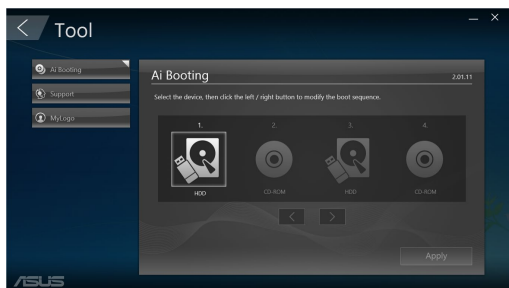 Tool
Ai Booting
Support
MyLogo
Ai Booting
2.01.11
Select the device, then click the left / right button to modify the boot sequence.
1. 2. 3. 4.
HDD CD-ROM HDD CD-ROM
Apply
ASUS